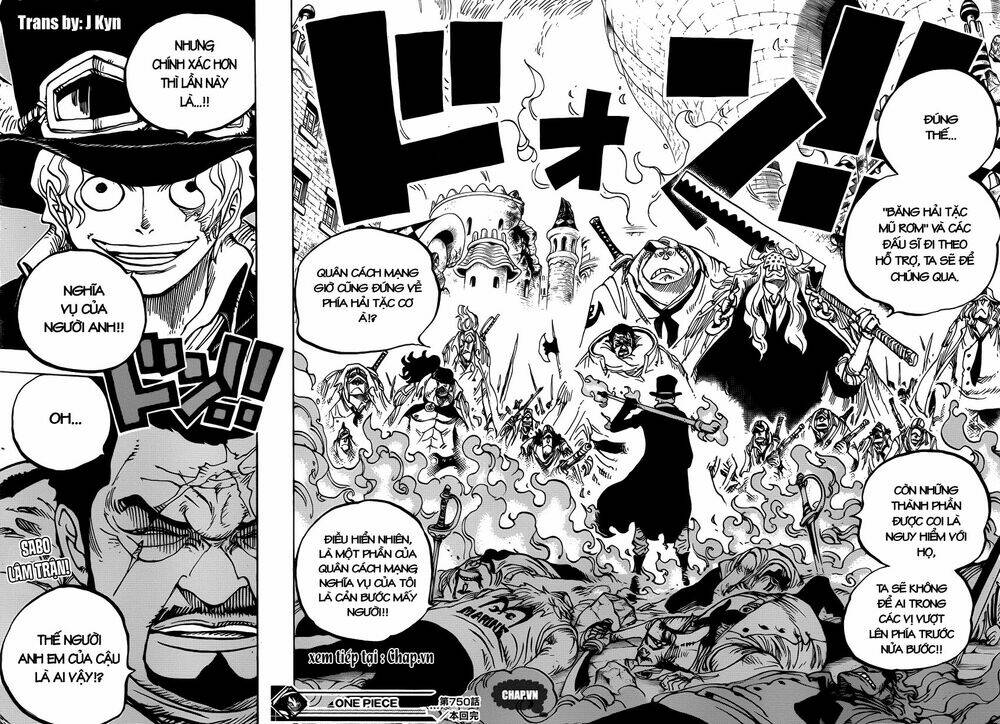 ĐÚNG
THẾ...
"BĂNG HẢI TẶC
MŨ RƠM" VÀ CÁC
ĐẤU SĨ ĐI THEO
HỖ TRỢ, TA SẼ ĐỂ
CHÚNG QUA.
ドォン!!
QUÂN CÁCH MẠNG
GIỜ CŨNG ĐỨNG VỀ
PHÍA HẢI TẶC CƠ
À!?
CÒN NHỮNG
THÀNH PHẦN
ĐƯỢC COI LÀ
NGUY HIỂM VỚI
HỌ,
TA SẼ KHÔNG
ĐỂ AI TRONG
CÁC VỊ VƯỢT
LÊN PHÍA TRƯỚC
NỬA BƯỚC!!
ĐIỀU HIỂN NHIÊN,
LÀ MỘT PHẦN CỦA
QUÂN CÁCH MẠNG
NGHĨA VỤ CỦA TÔI
LÀ CẢN BƯỚC MẤY
NGƯỜI!!!
MARINE
xem tiếp tại : Chap.vn
CHAP.VN
ONE PIECE
第750話
/本回完
Trans by: J Kyn
NHƯNG,
CHÍNH XÁC HƠN
THÌ LẦN NÀY
LÀ...!!
NGHĨA
VỤ CỦA
NGƯỜI ANH!!
ドン!!
OH...
SABO
LÂM TRẬN!
THẾ NGƯỜI
ANH EM CỦA CẬU
LÀ AI VẬY!?